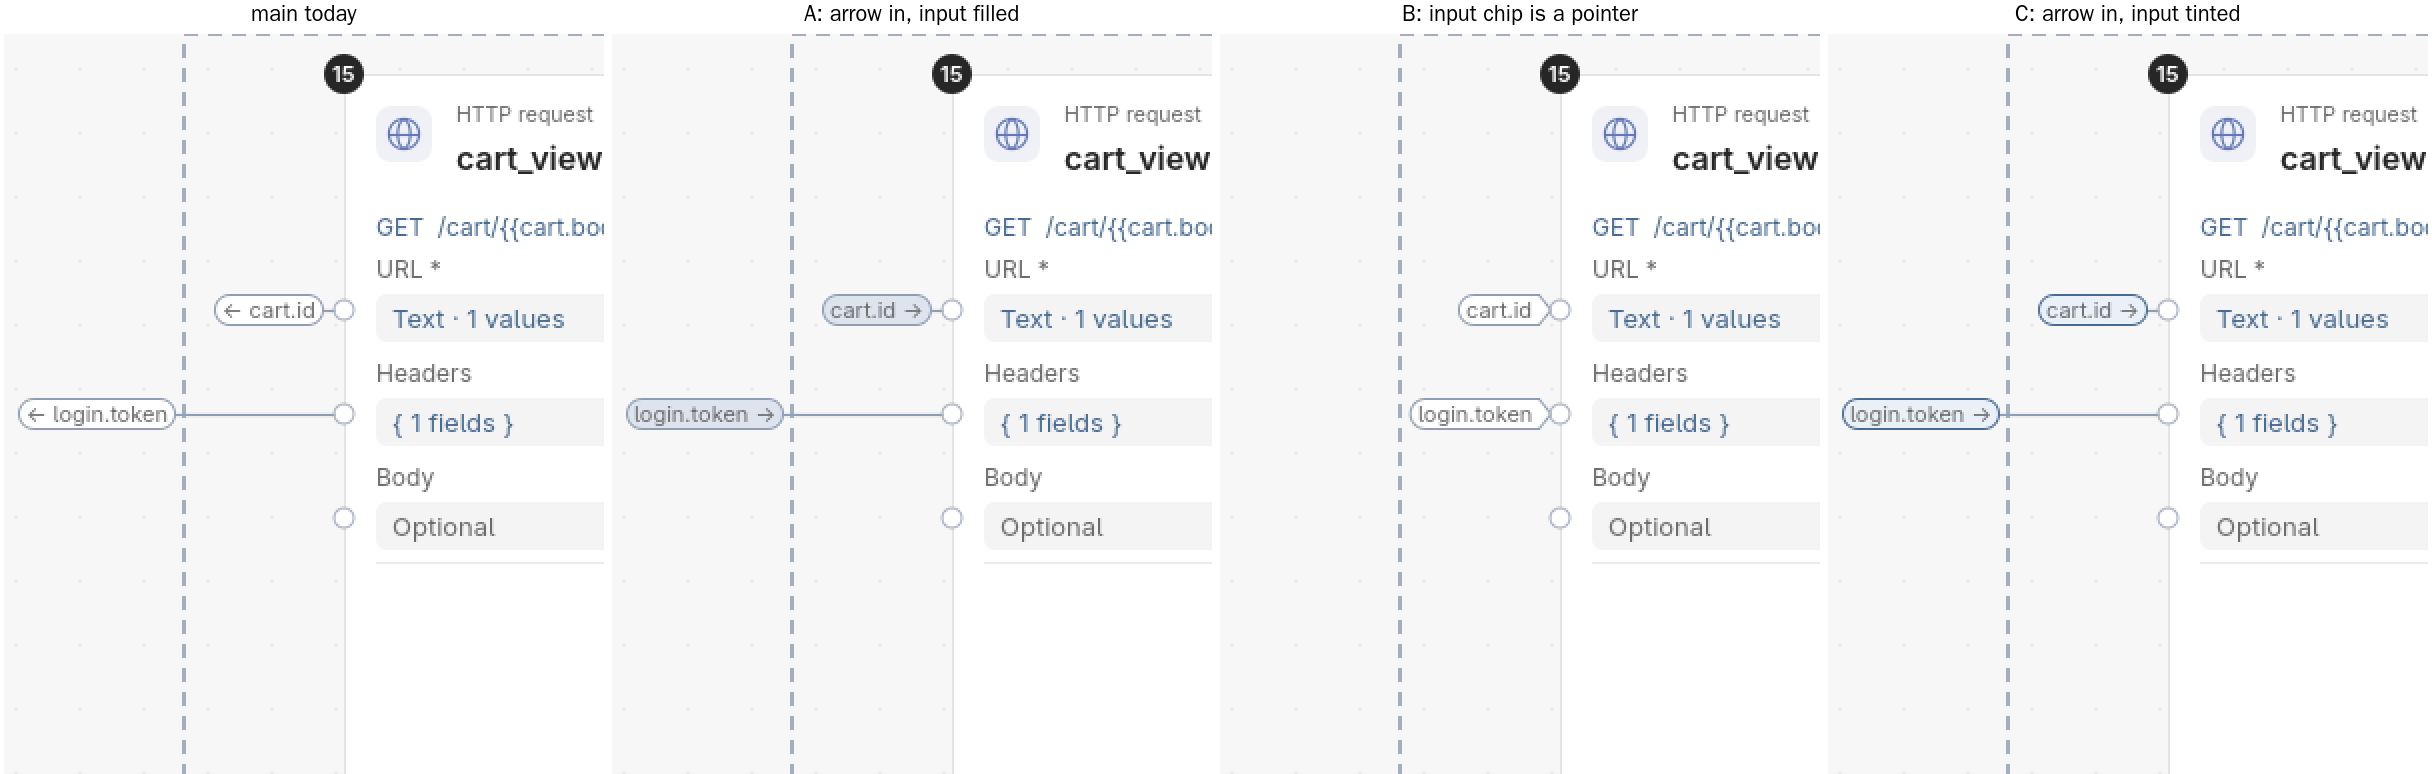 main today
15
HTTP request
cart_view
GET /cart/{{cart.boo
URL *
← cart.id
Text · 1 values
Headers
← login.token
{ 1 fields }
Body
Optional
A: arrow in, input filled
15
HTTP request
cart_view
GET /cart/{{cart.boo
URL *
cart.id →
Text · 1 values
Headers
login.token →
{ 1 fields }
Body
Optional
B: input chip is a pointer
15
HTTP request
cart_view
GET /cart/{{cart.boo
URL *
cart.id
Text · 1 values
Headers
login.token
{ 1 fields }
Body
Optional
C: arrow in, input tinted
15
HTTP request
cart_view
GET /cart/{{cart.boo
URL *
cart.id →
Text · 1 values
Headers
login.token →
{ 1 fields }
Body
Optional